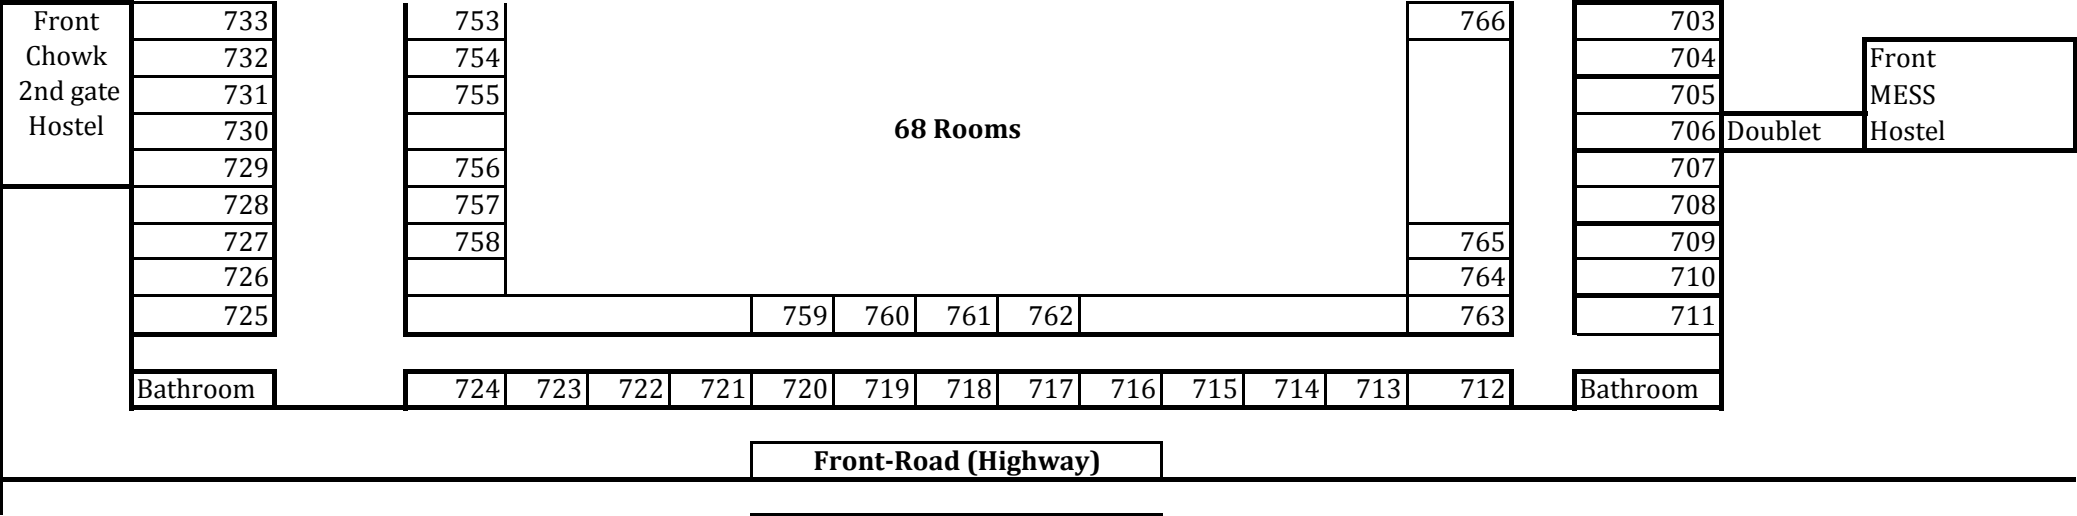 Front 733 753 766 703
Chowk 732 754 704 Front
2nd gate 731 755 705 MESS
Hostel 730 68 Rooms 706 Doublet Hostel
729 756 707
728 757 708
727 758 765 709
726 764 710
725 759 760 761 762 763 711
Bathroom 724 723 722 721 720 719 718 717 716 715 714 713 712 Bathroom
Front-Road (Highway)